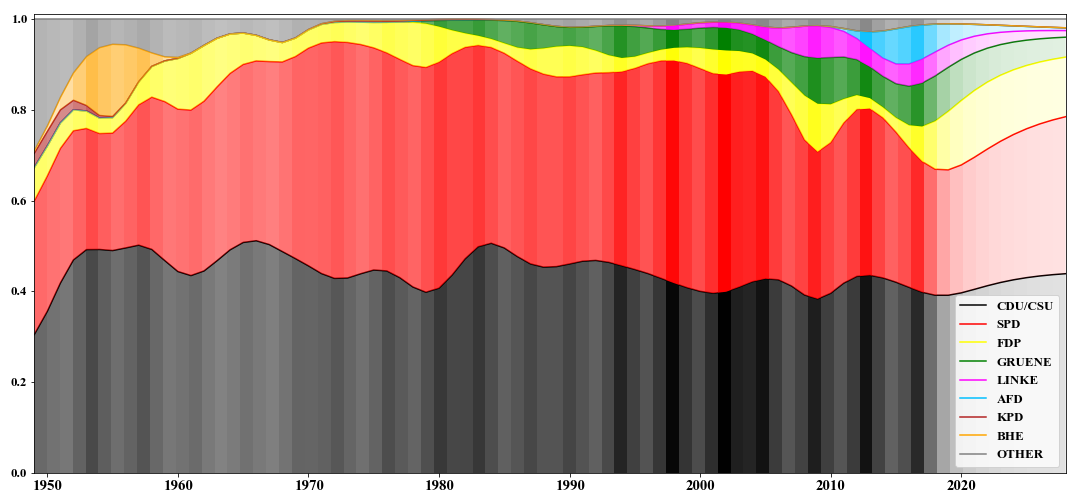 1.0
0.8
0.6
0.4
0.2
0.0
1950 1960 1970 1980 1990 2000 2010 2020
CDU/CSU
SPD
FDP
GRUENE
LINKE
AFD
KPD
BHE
OTHER